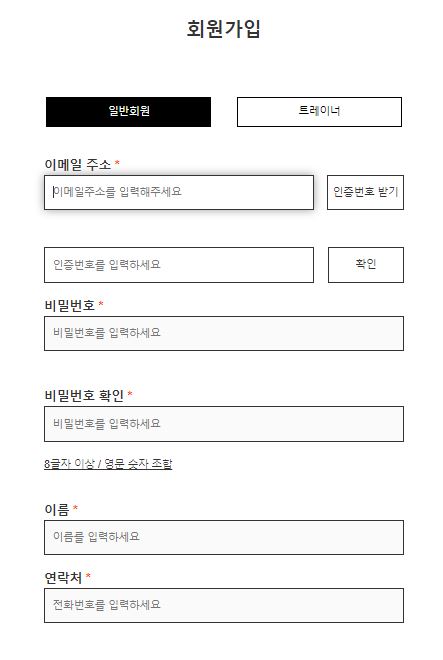 회원가입
일반회원
트레이너
이메일 주소 *
이메일주소를 입력해주세요
인증번호 받기
인증번호를 입력하세요
확인
비밀번호 *
비밀번호를 입력하세요
비밀번호 확인 *
비밀번호를 입력하세요
8글자 이상 / 영문 숫자 조합
이름 *
이름를 입력하세요
연락처 *
전화번호를 입력하세요